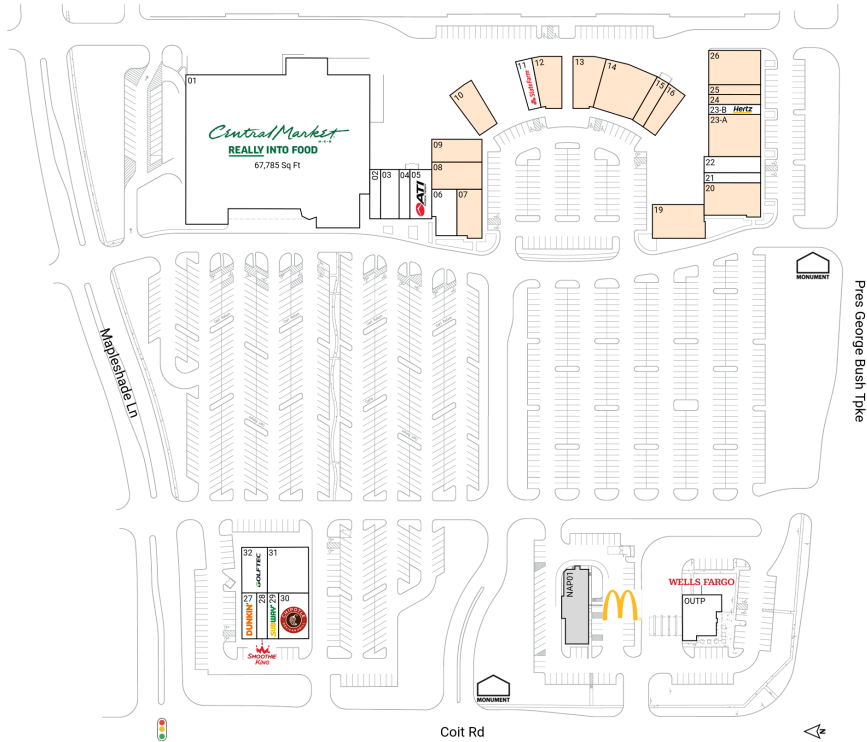 01
Central Market
H-E-B
REALLY INTO FOOD
67,785 Sq Ft
02
03
04
05
ATI
06
07
08
09
10
11
State Farm
12
13
14
15
16
26
25
24
23-B
Hertz
23-A
22
21
20
19
MONUMENT
Pres George Bush Tpke
Mapleshade Ln
32
GOLFTEC
31
27
DUNKIN'
28
29
SUBWAY
30
CHIPOTLE
SMOOTHIE
KING
NAP01
WELLS FARGO
OUTP
MONUMENT
Coit Rd
N